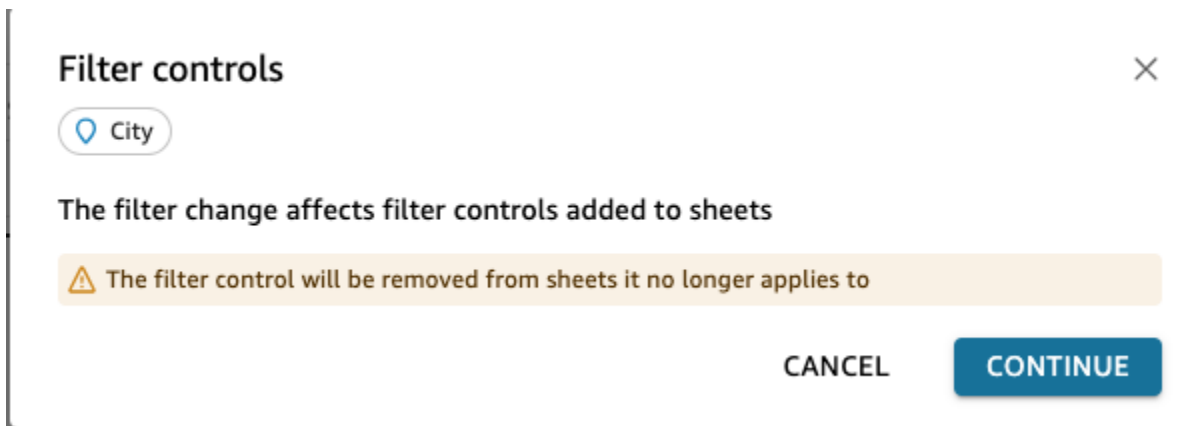 Filter controls
City
The filter change affects filter controls added to sheets
The filter control will be removed from sheets it no longer applies to
CANCEL CONTINUE